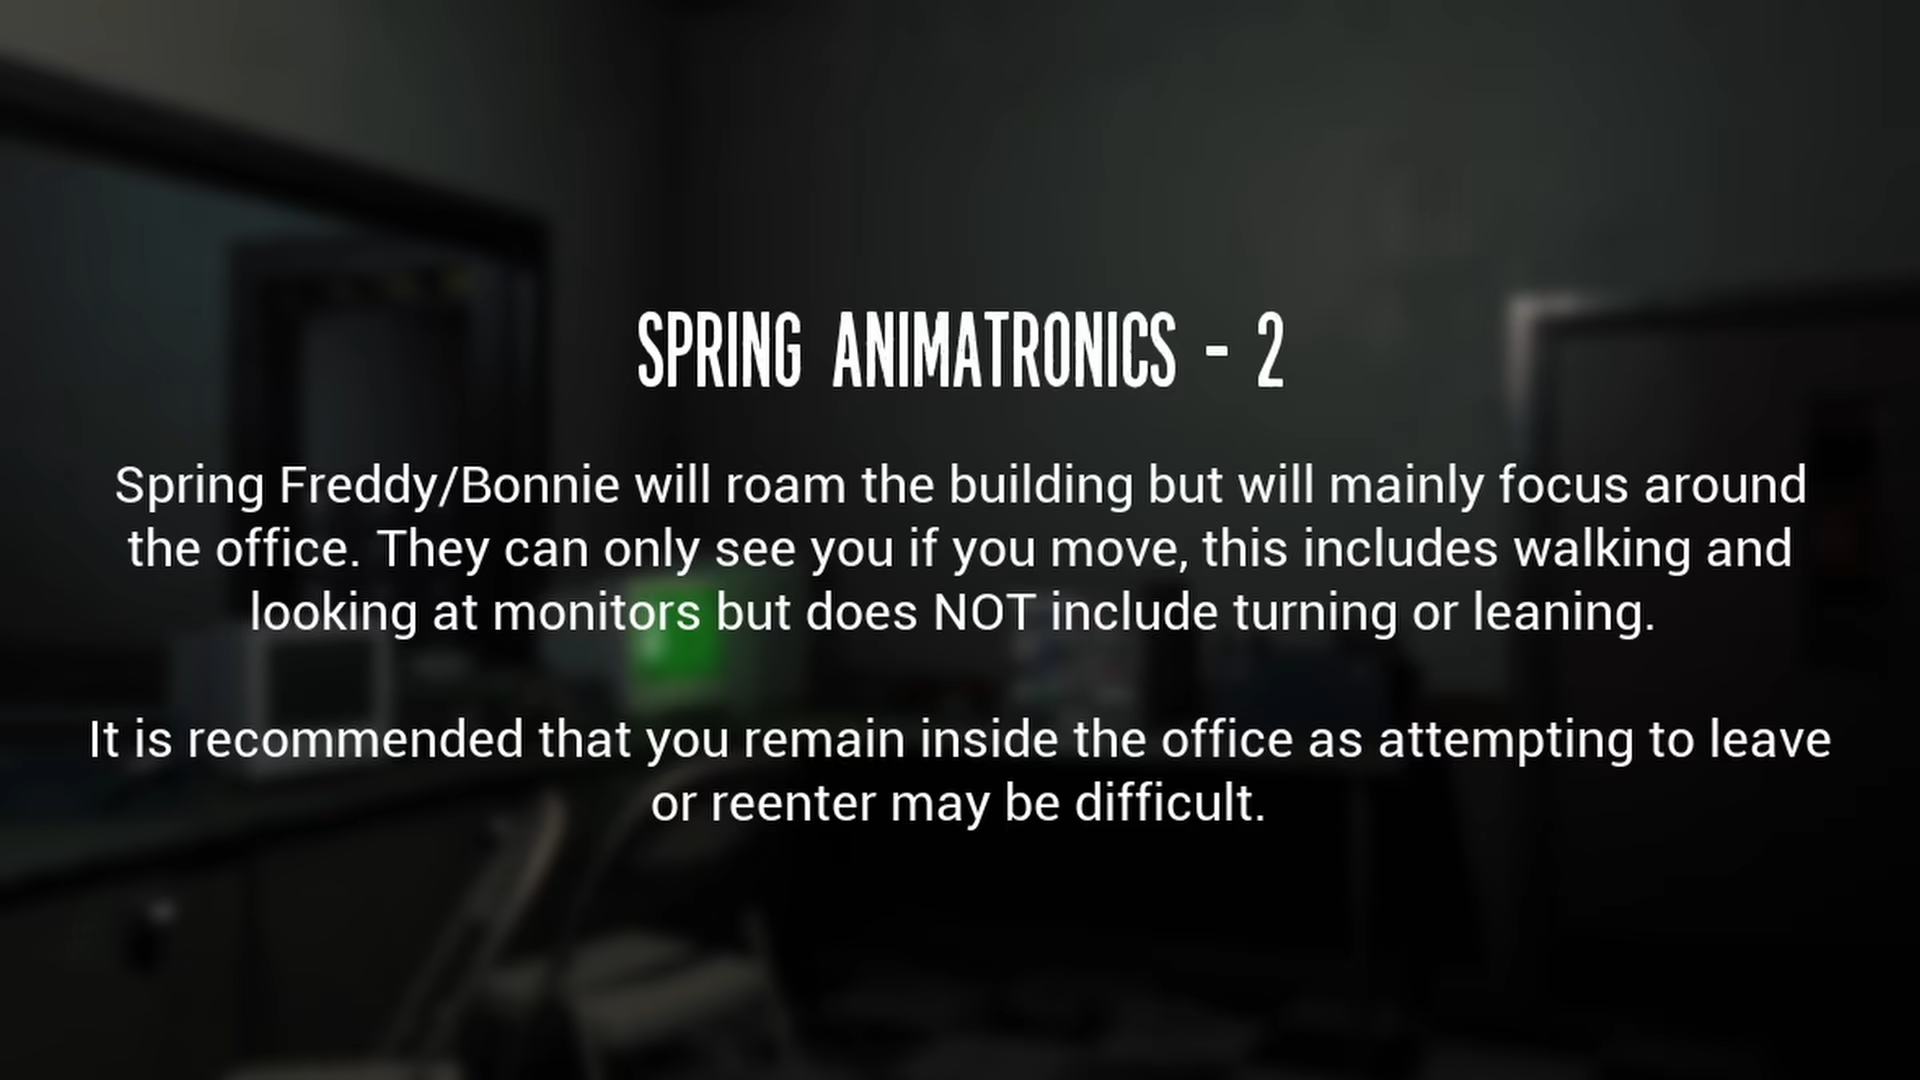 SPRING ANIMATRONICS - 2
Spring Freddy/Bonnie will roam the building but will mainly focus around
the office. They can only see you if you move, this includes walking and
looking at monitors but does NOT include turning or leaning.
It is recommended that you remain inside the office as attempting to leave
or reenter may be difficult.